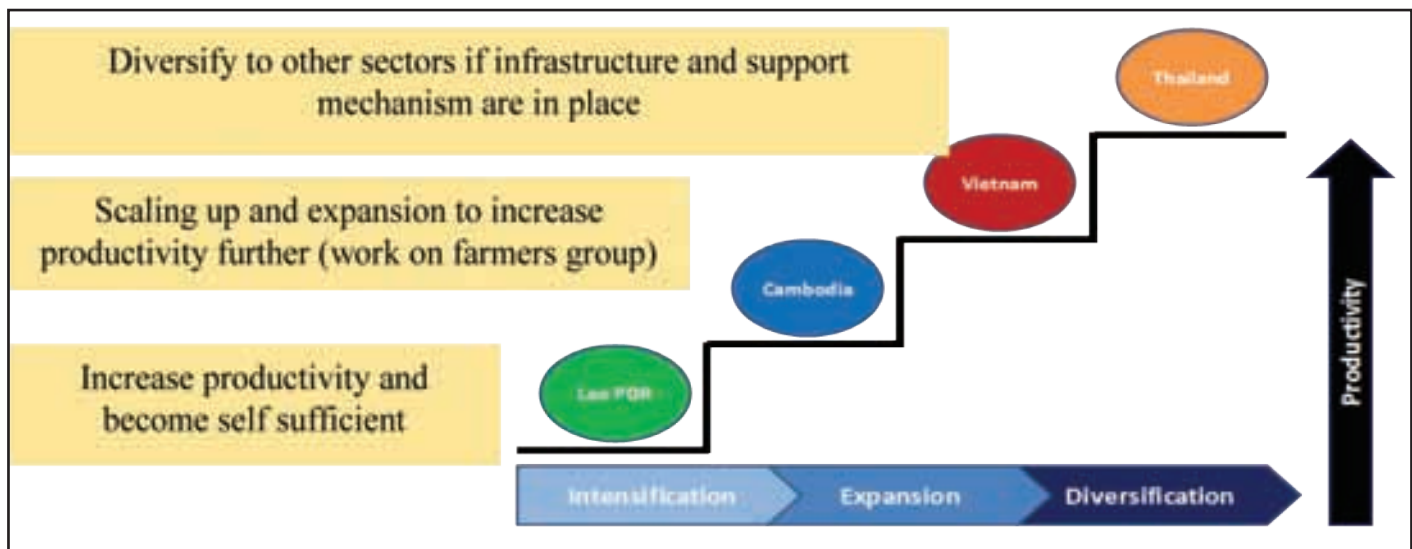 Diversify to other sectors if infrastructure and support
mechanism are in place
Thailand
Vietnam
Scaling up and expansion to increase
productivity further (work on farmers group)
Cambodia
Increase productivity and
become self sufficient
Lao PDR
Productivity
Intensification
Expansion
Diversification